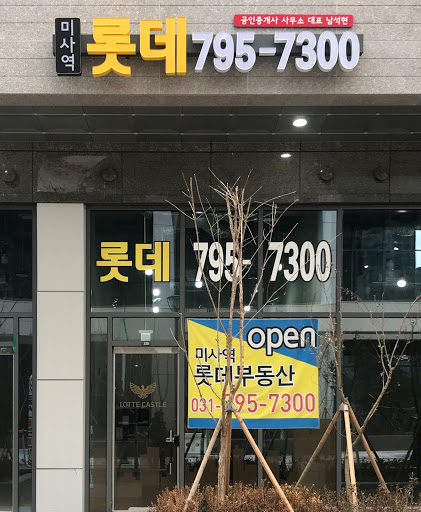 미사역
롯데 795-7300
공인중개사 사무소 대표 남석현
롯데 795-7300
open
미사역
롯데부동산
031-795-7300
LOTTE CASTLE